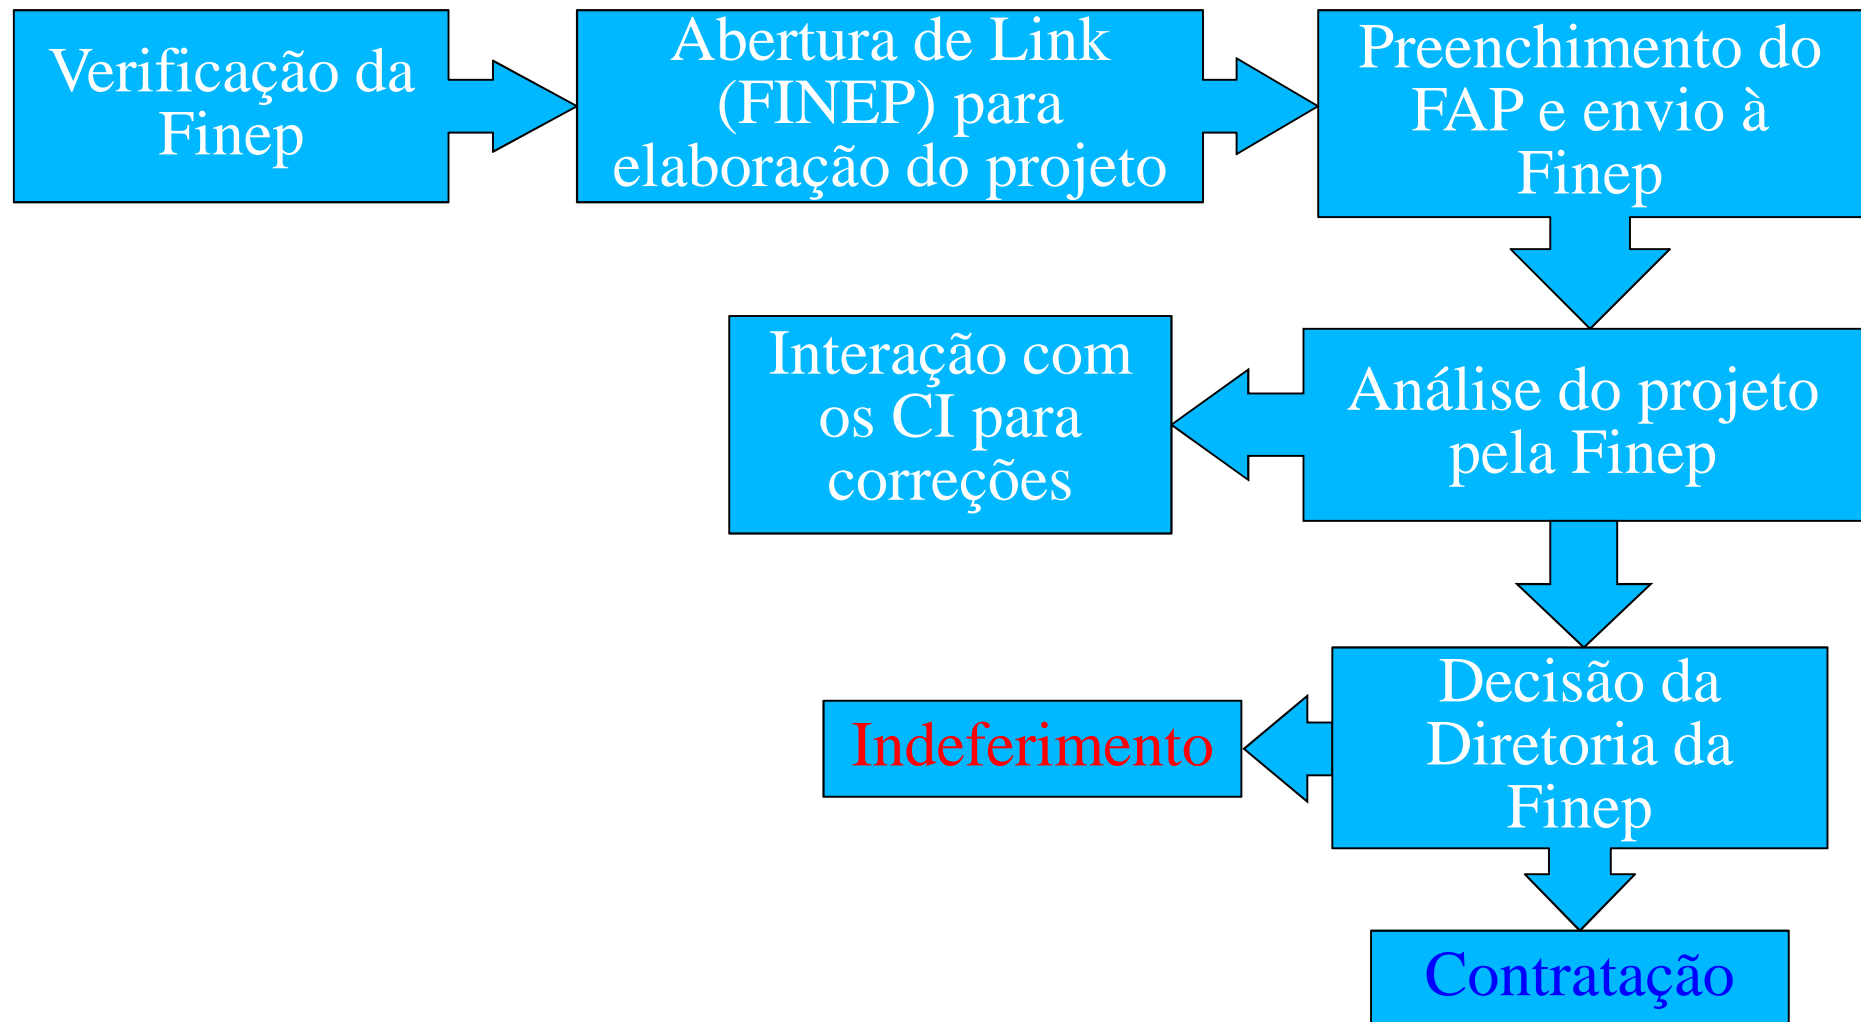 Verificação da
Finep
Abertura de Link
(FINEP) para
elaboração do projeto
Preenchimento do
FAP e envio à
Finep
Interação com
os CI para
correções
Análise do projeto
pela Finep
Indeferimento
Decisão da
Diretoria da
Finep
Contratação